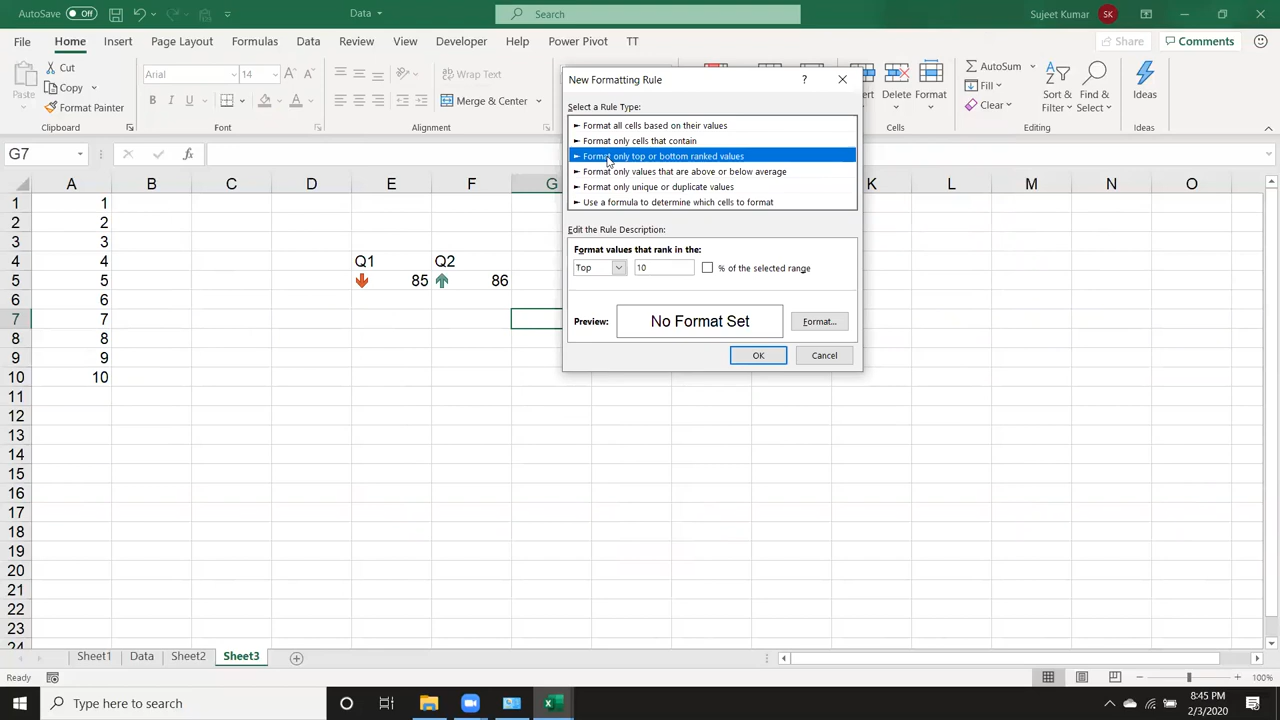 AutoSave Off Data Search Sujeet Kumar SK
File Home Insert Page Layout Formulas Data Review View Developer Help Power Pivot TT Share Comments
Paste Cut Copy Format Painter Clipboard
Arial 14 B I U Font
Wrap Text Merge & Center Alignment
Delete Format Cells
AutoSum Fill Clear Sort & Filter Find & Select Editing
Ideas Ideas
New Formatting Rule ?
Select a Rule Type:
► Format all cells based on their values
► Format only cells that contain
► Format only top or bottom ranked values
► Format only values that are above or below average
► Format only unique or duplicate values
► Use a formula to determine which cells to format
Edit the Rule Description:
Format values that rank in the:
Top 10 % of the selected range
Preview: No Format Set Format...
OK Cancel
G7 fx
A B C D E F G K L M N O
1 1
2 2
3 3
4 4 Q1 Q2
5 5 85 86
6 6
7 7
8 8
9 9
10 10
11
12
13
14
15
16
17
18
19
20
21
22
23
24
Sheet1 Data Sheet2 Sheet3
Ready 100%
Type here to search 8:45 PM
2/3/2020